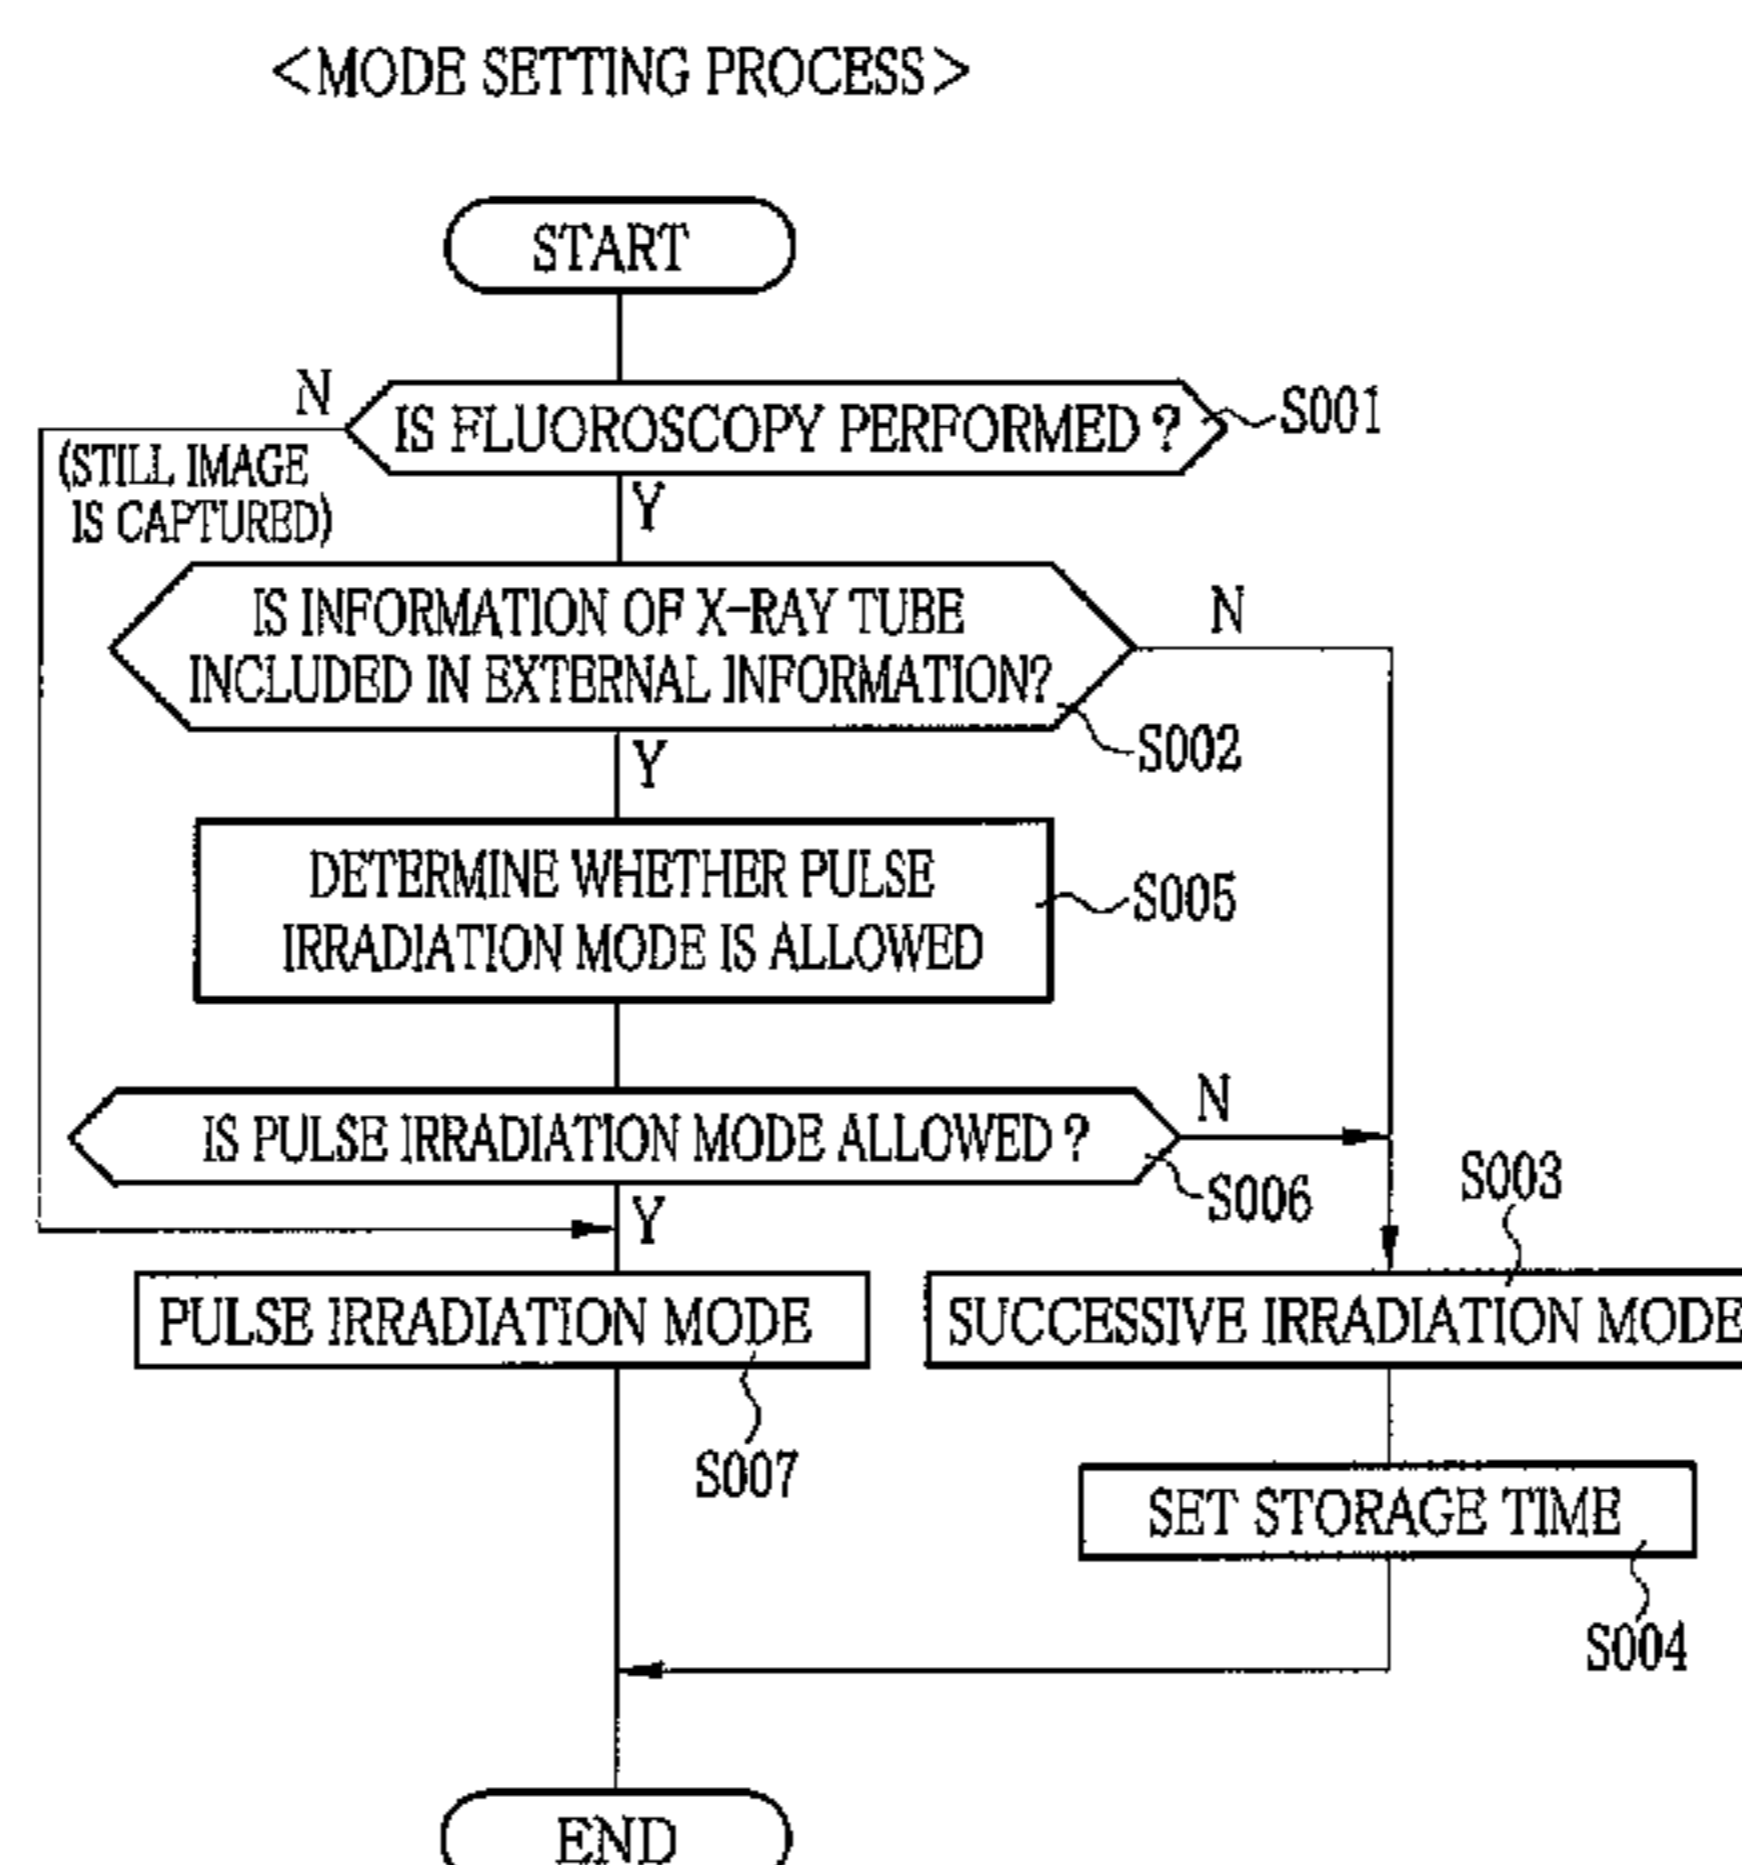 <MODE SETTING PROCESS>
START
N
IS FLUOROSCOPY PERFORMED ?
S001
(STILL IMAGE
IS CAPTURED)
Y
IS INFORMATION OF X-RAY TUBE
INCLUDED IN EXTERNAL INFORMATION?
N
S002
Y
DETERMINE WHETHER PULSE
IRRADIATION MODE IS ALLOWED
S005
IS PULSE IRRADIATION MODE ALLOWED ?
N
S006
S003
Y
PULSE IRRADIATION MODE
SUCCESSIVE IRRADIATION MODE
S007
SET STORAGE TIME
S004
END